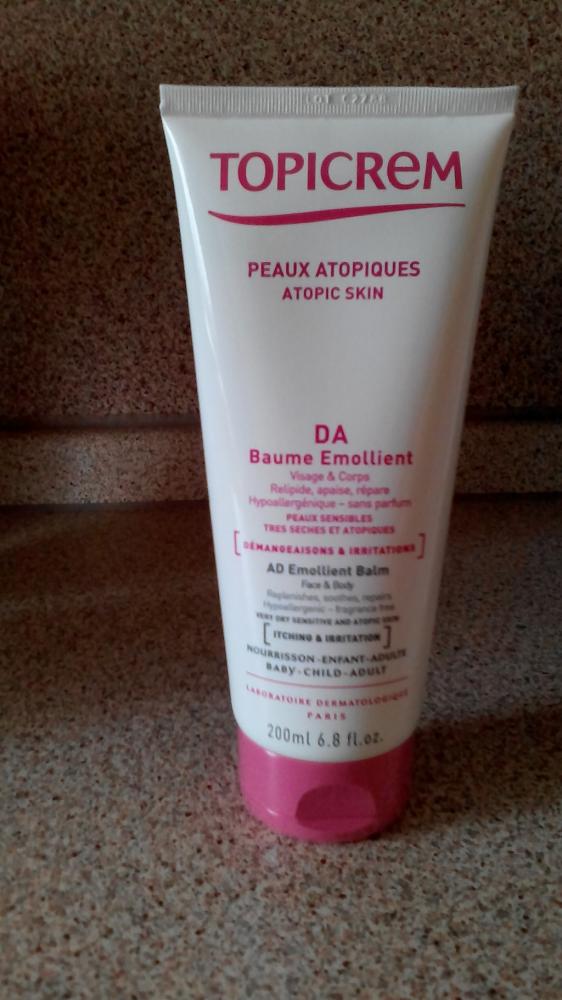 TOPICREM
PEAUX ATOPIQUES
ATOPIC SKIN
DA
Baume Emollient
Visage & Corps
Relipide, apaise, répare
Hypoallergénique – sans parfum
PEAUX SENSIBLES
TRES SECHES ET ATOPIQUES
[DÉMANGEAISONS & IRRITATIONS]
AD Emollient Balm
Face & Body
Replenishes, soothes, repairs
Hypoallergenic – fragrance free
VERY DRY SENSITIVE AND ATOPIC SKIN
[ITCHING & IRRITATION]
NOURRISSON-ENFANT-ADULTE
BABY-CHILD-ADULT
LABORATOIRE DERMATOLOGIQUE
PARIS
200ml 6.8 fl.oz.